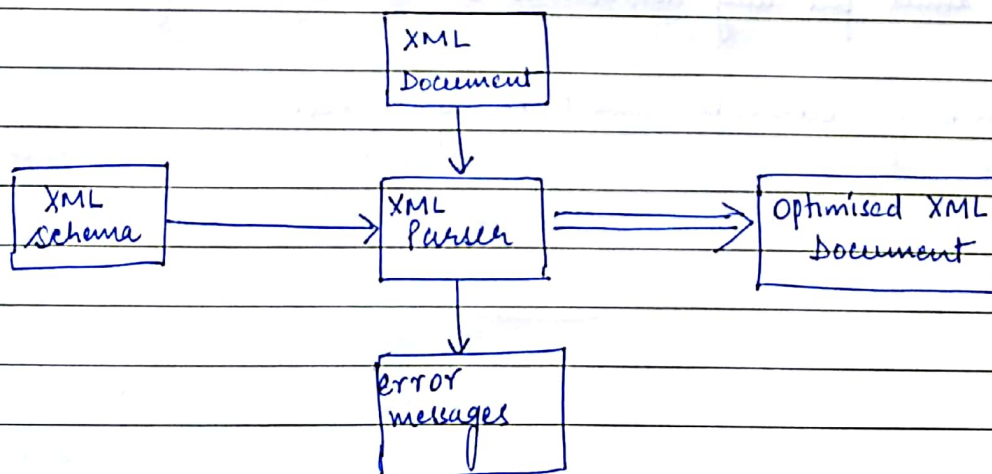 XML
Document
XML
schema
XML
Parser
Optimised XML
Document
error
messages